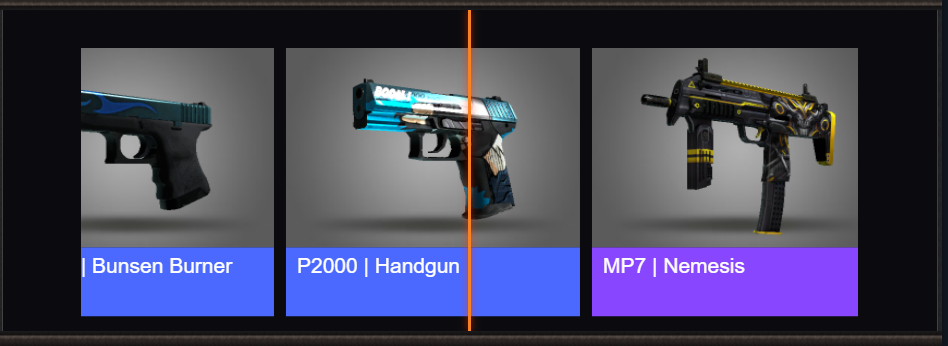 | Bunsen Burner
P2000 | Handgun
MP7 | Nemesis